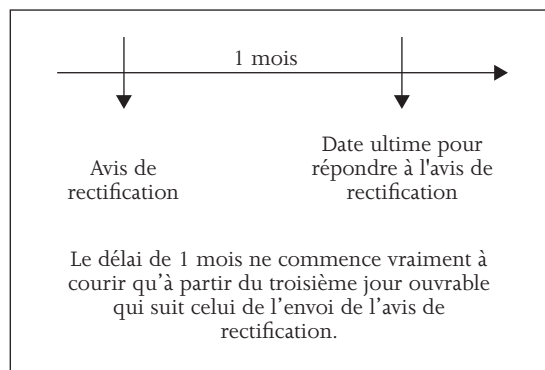 1 mois
Avis de
rectification
Date ultime pour
répondre à l'avis de
rectification
Le délai de 1 mois ne commence vraiment à
courir qu’à partir du troisième jour ouvrable
qui suit celui de l’envoi de l’avis de
rectification.